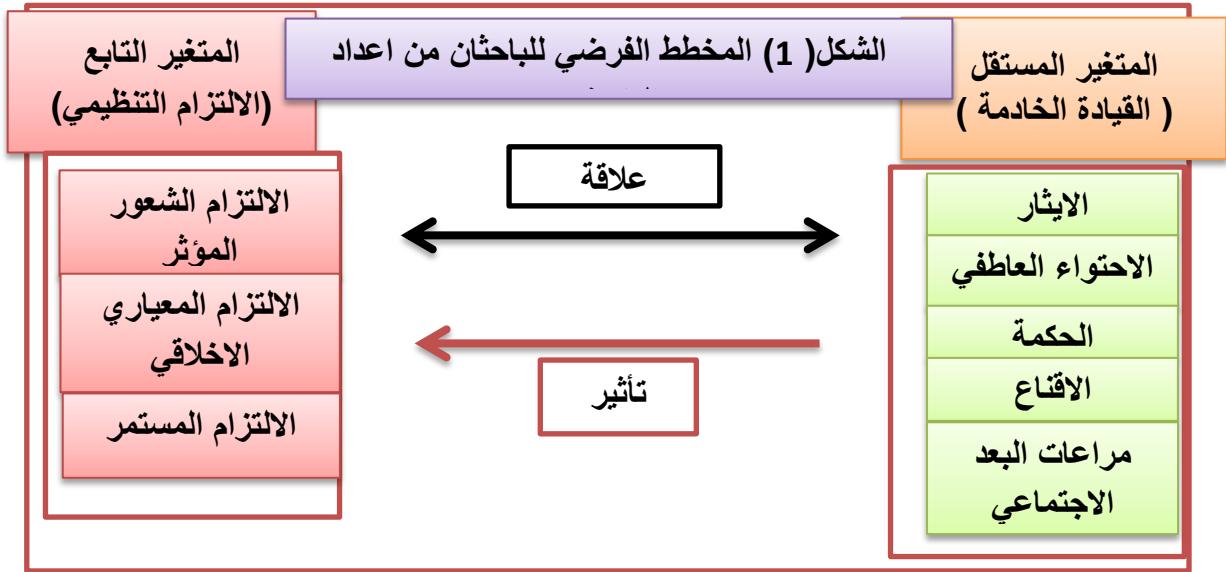 الشكل( 1) المخطط الفرضي للباحثان من اعداد
المتغير المستقل
( القيادة الخادمة )
المتغير التابع
(الالتزام التنظيمي)
علاقة
تأثير
الايثار
الاحتواء العاطفي
الحكمة
الاقناع
مراعات البعد
الاجتماعي
الالتزام الشعور
المؤثر
الالتزام المعياري
الاخلاقي
الالتزام المستمر